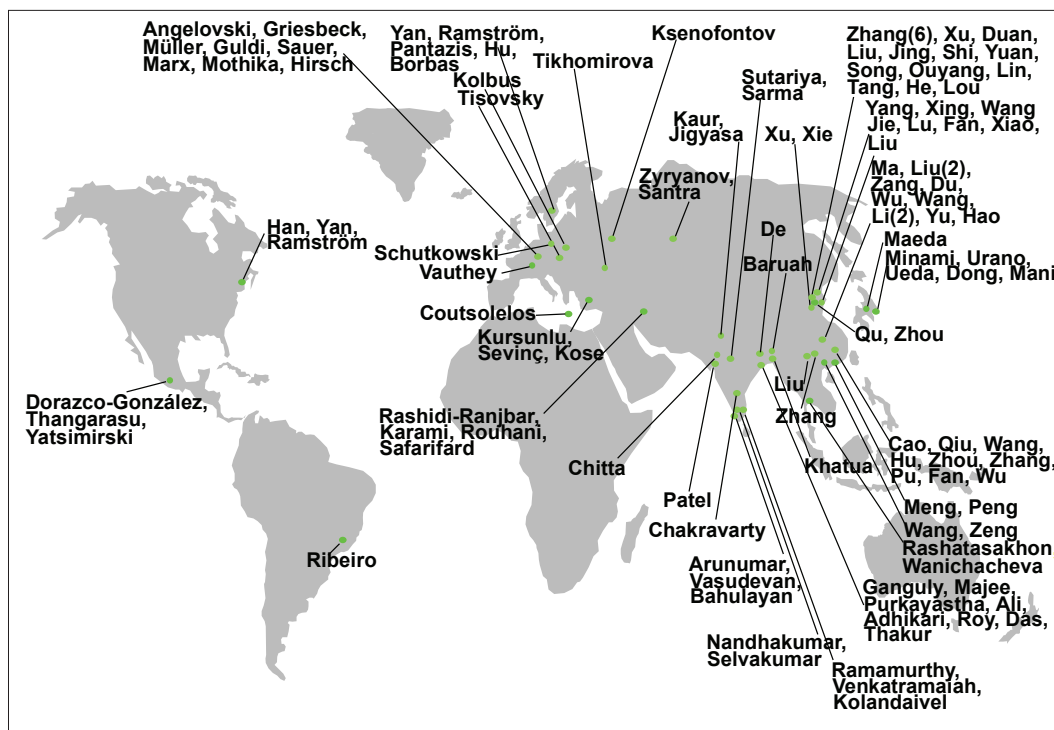 Angelovski, Griesbeck,
Müller, Guldi, Sauer,
Marx, Mothika, Hirsch
Yan, Ramström,
Pantazis, Hu,
Borbas
Kolbus
Tisovsky
Tikhomirova
Ksenofontov
Kaur,
Jigyasa
Zyryanov,
Santra
Sutariya,
Sarma
Xu, Xie
De
Baruah
Zhang(6), Xu, Duan,
Liu, Jing, Shi, Yuan,
Song, Ouyang, Lin,
Tang, He, Lou
Yang, Xing, Wang
Jie, Lu, Fan, Xiao,
Liu
Ma, Liu(2),
Zang, Du,
Wu, Wang,
Li(2), Yu, Hao
Maeda
Minami, Urano,
Ueda, Dong, Mani
Qu, Zhou
Han, Yan,
Ramström
Schutkowski
Vauthey
Coutsolelos
Kursunlu,
Sevinç, Kose
Dorazco-González,
Thangarasu,
Yatsimirski
Rashidi-Ranjbar,
Karami, Rouhani,
Safarifard
Chitta
Liu
Zhang
Khatua
Patel
Chakravarty
Cao, Qiu, Wang,
Hu, Zhou, Zhang,
Pu, Fan, Wu
Meng, Peng
Wang, Zeng
Rashatasakhon
Wanichacheva
Ribeiro
Arunumar,
Vasudevan,
Bahulayan
Ganguly, Majee,
Purkayastha, Ali,
Adhikari, Roy, Das,
Thakur
Nandhakumar,
Selvakumar
Ramamurthy,
Venkatramaiah,
Kolandaivel